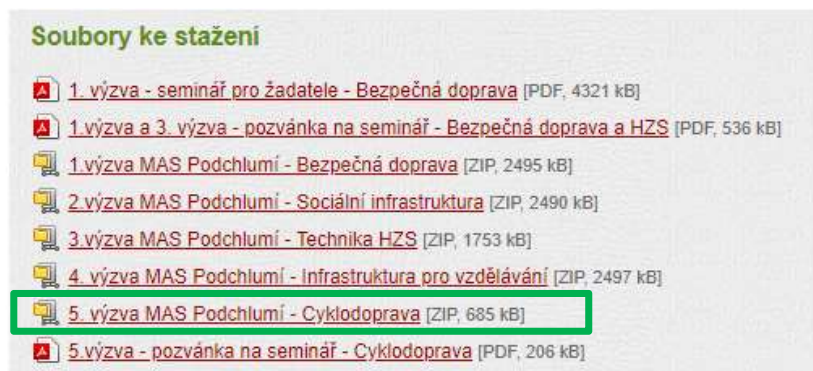 Soubory ke stažení
1. výzva - seminář pro žadatele - Bezpečná doprava [PDF, 4321 kB]
1.výzva a 3. výzva - pozvánka na seminář - Bezpečná doprava a HZS [PDF, 536 kB]
1.výzva MAS Podchlumí - Bezpečná doprava [ZIP, 2495 kB]
2.výzva MAS Podchlumí - Sociální infrastruktura [ZIP, 2490 kB]
3.výzva MAS Podchlumí - Technika HZS [ZIP, 1753 kB]
4. výzva MAS Podchlumí - Infrastruktura pro vzdělávání [ZIP, 2497 kB]
5. výzva MAS Podchlumí - Cyklodoprava [ZIP, 685 kB]
5.výzva - pozvánka na seminář - Cyklodoprava [PDF, 206 kB]